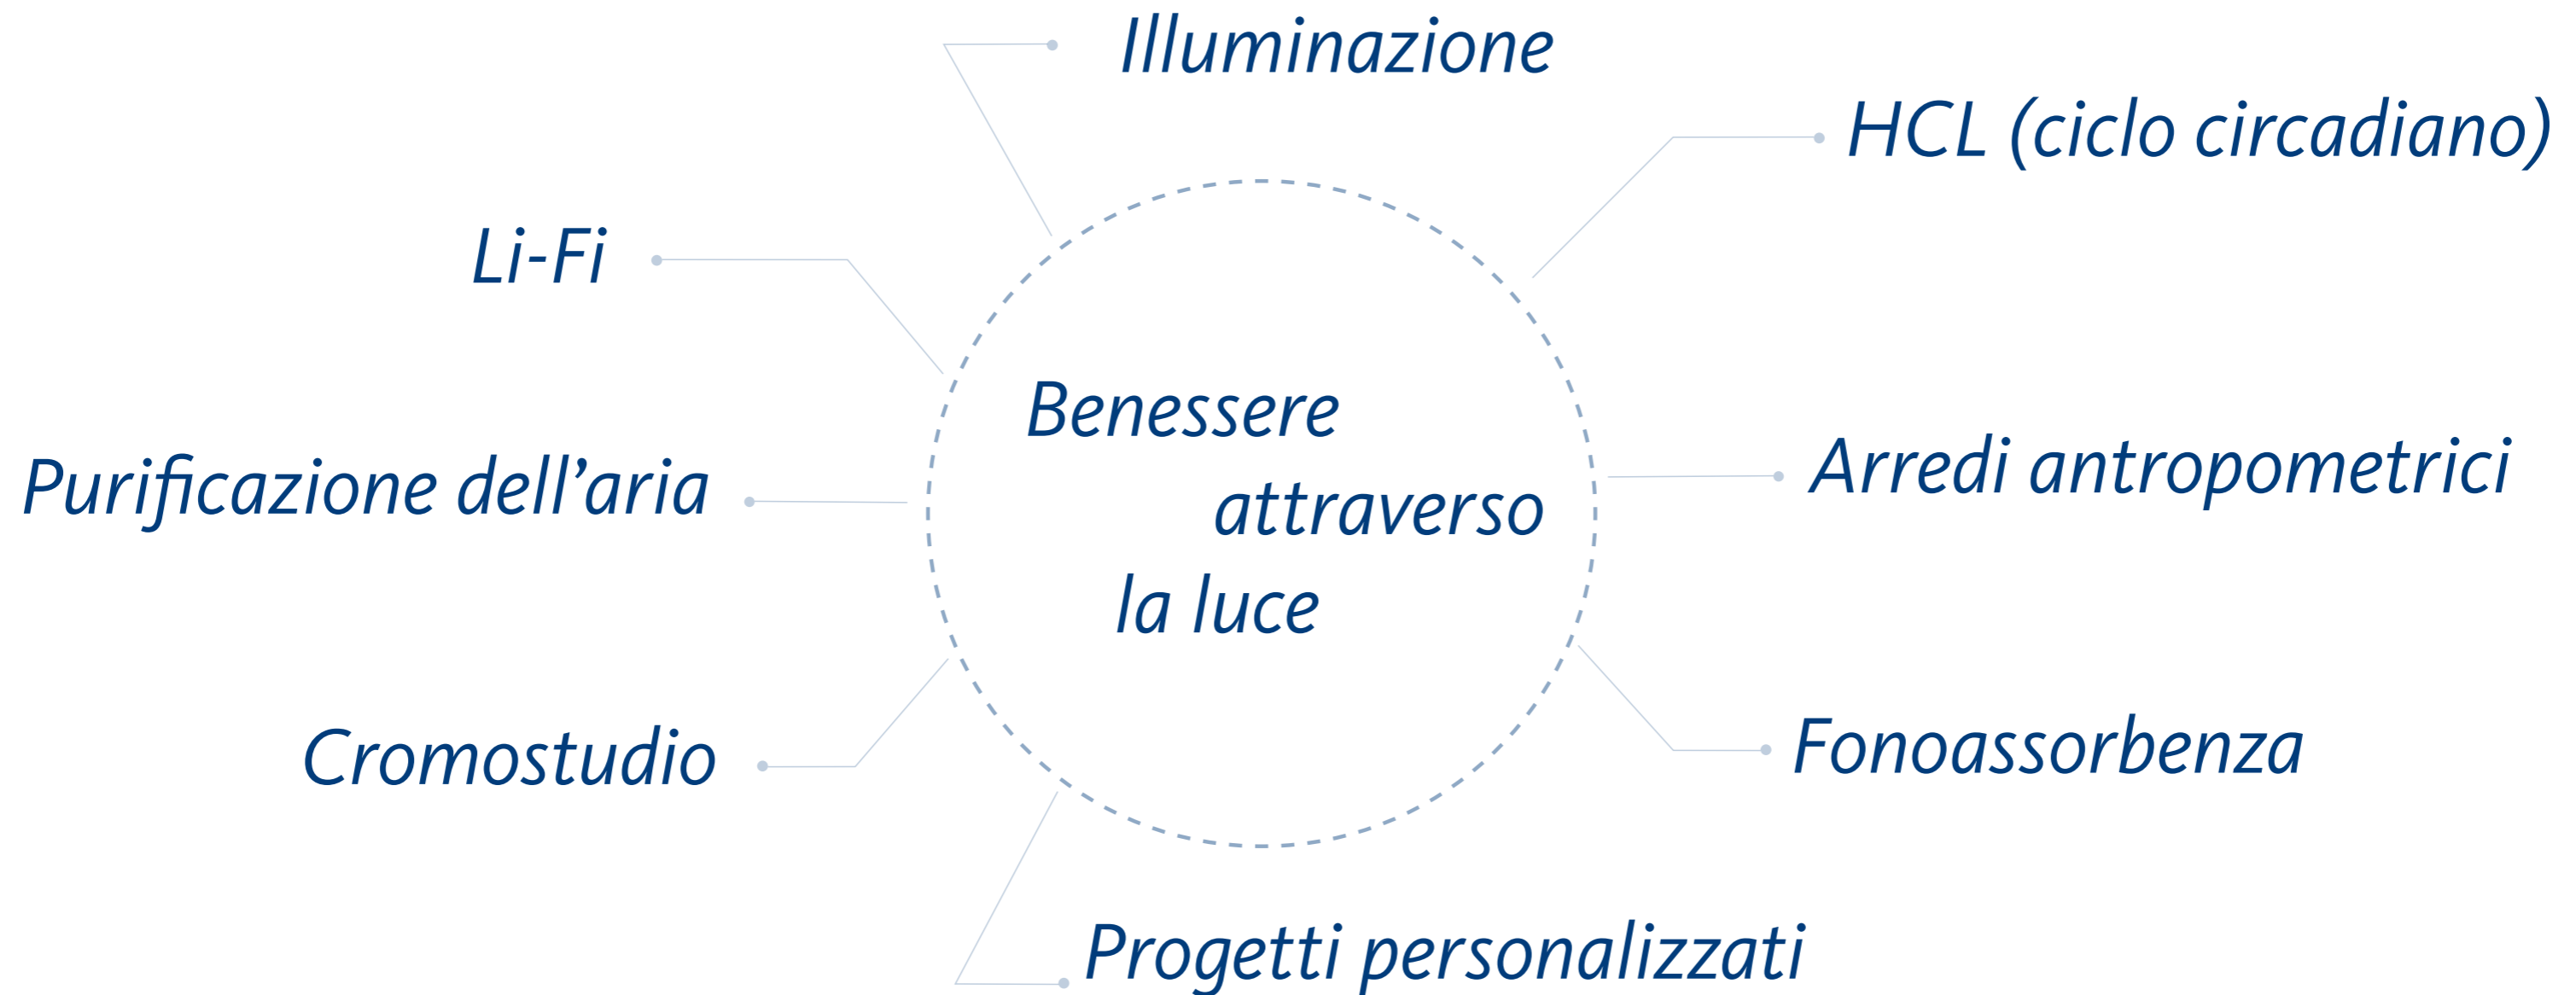 Illuminazione
HCL (ciclo circadiano)
Li-Fi
Benessere
attraverso
la luce
Purificazione dell’aria
Arredi antropometrici
Cromostudio
Fonoassorbenza
Progetti personalizzati